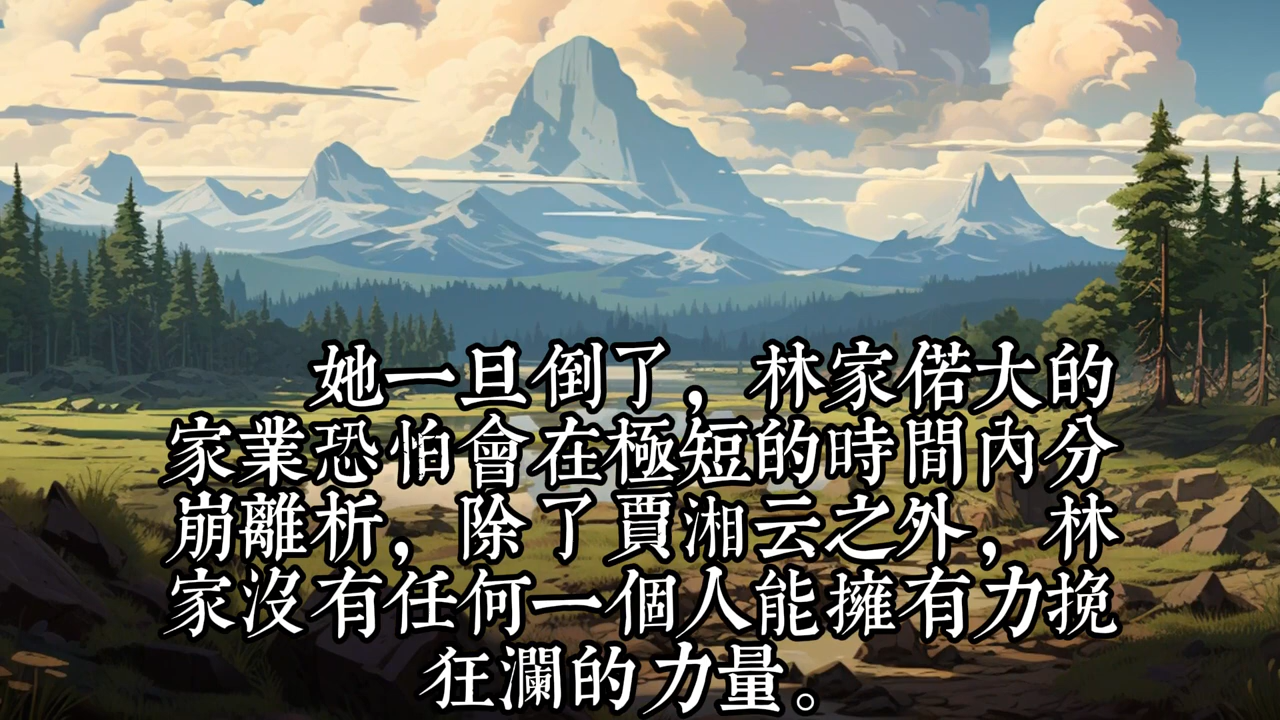 她一旦倒了，林家偌大的
家業恐怕會在極短的時間內分
崩離析，除了賈湘云之外，林
家沒有任何一個人能擁有力挽
狂瀾的力量。